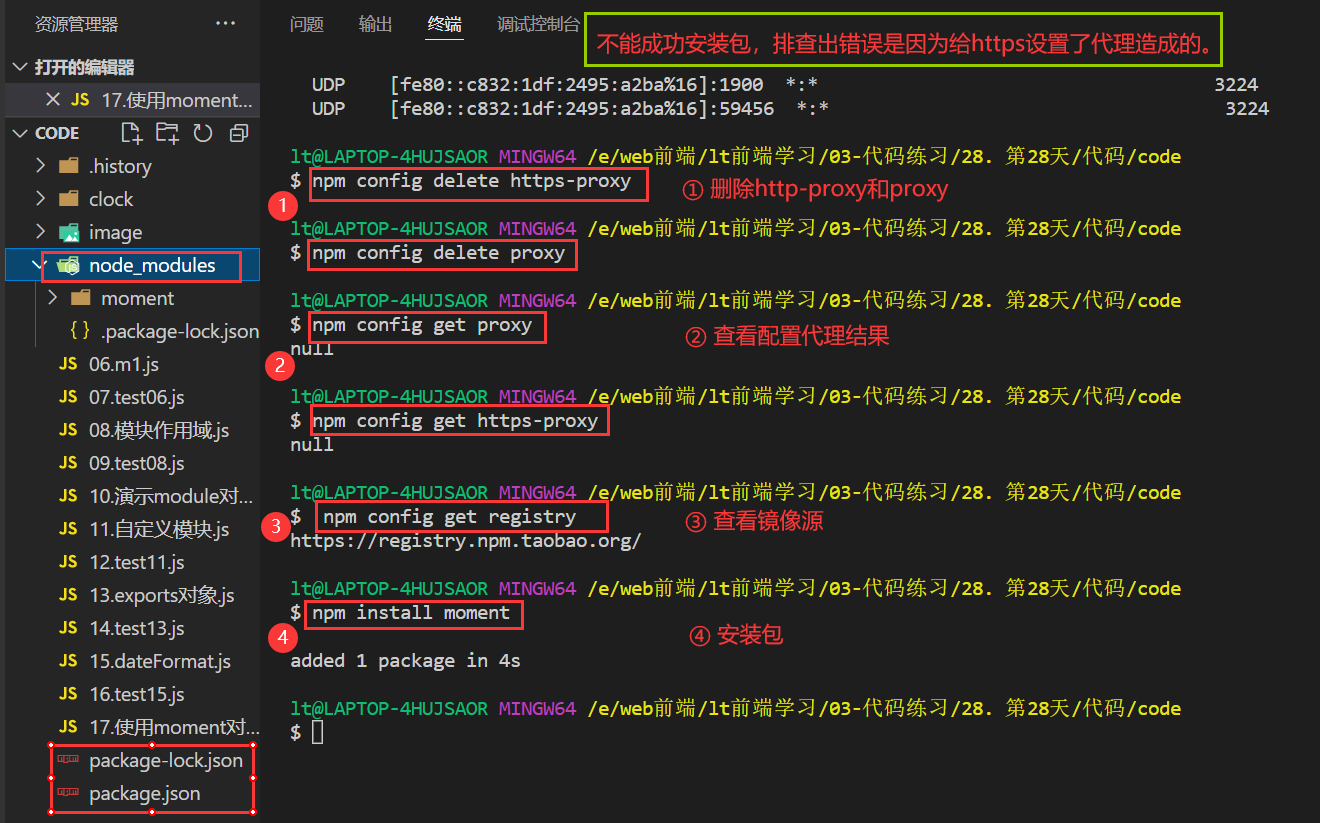 资源管理器 ...
打开的编辑器
JS 17.使用moment...
CODE
.history
clock
image
node_modules
moment
{} .package-lock.json
JS 06.m1.js
JS 07.test06.js
JS 08.模块作用域.js
JS 09.test08.js
JS 10.演示module对...
JS 11.自定义模块.js
JS 12.test11.js
JS 13.exports对象.js
JS 14.test13.js
JS 15.dateFormat.js
JS 16.test15.js
JS 17.使用moment对...
npm package-lock.json
npm package.json
问题 输出 终端 调试控制台
不能成功安装包，排查出错误是因为给https设置了代理造成的。
UDP [fe80::c832:1df:2495:a2ba%16]:1900 *:* 3224
UDP [fe80::c832:1df:2495:a2ba%16]:59456 *:* 3224
lt@LAPTOP-4HUJSAOR MINGW64 /e/web前端/lt前端学习/03-代码练习/28. 第28天/代码/code
$ npm config delete https-proxy
① 删除http-proxy和proxy
1
lt@LAPTOP-4HUJSAOR MINGW64 /e/web前端/lt前端学习/03-代码练习/28. 第28天/代码/code
$ npm config delete proxy
lt@LAPTOP-4HUJSAOR MINGW64 /e/web前端/lt前端学习/03-代码练习/28. 第28天/代码/code
$ npm config get proxy
② 查看配置代理结果
null
2
lt@LAPTOP-4HUJSAOR MINGW64 /e/web前端/lt前端学习/03-代码练习/28. 第28天/代码/code
$ npm config get https-proxy
null
lt@LAPTOP-4HUJSAOR MINGW64 /e/web前端/lt前端学习/03-代码练习/28. 第28天/代码/code
$ npm config get registry
③ 查看镜像源
3
https://registry.npm.taobao.org/
lt@LAPTOP-4HUJSAOR MINGW64 /e/web前端/lt前端学习/03-代码练习/28. 第28天/代码/code
$ npm install moment
④ 安装包
4
added 1 package in 4s
lt@LAPTOP-4HUJSAOR MINGW64 /e/web前端/lt前端学习/03-代码练习/28. 第28天/代码/code
$